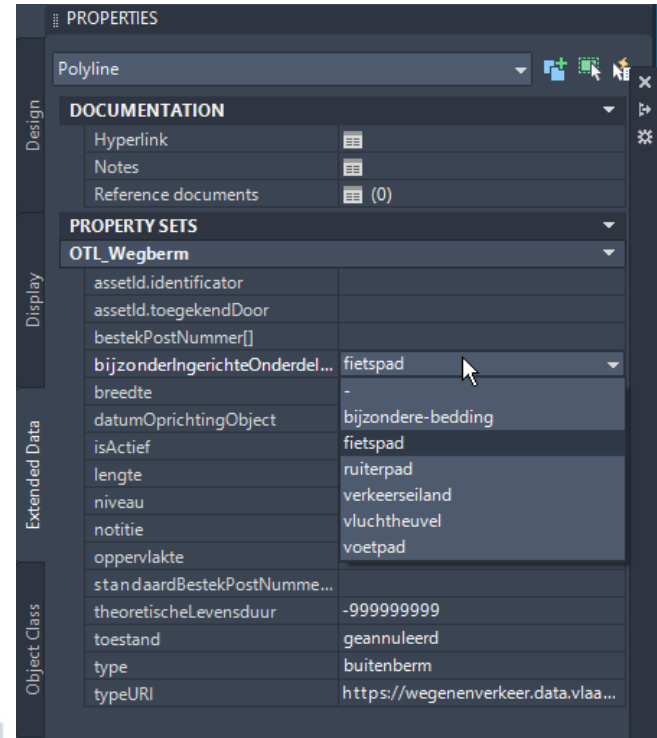 PROPERTIES
Polyline
DOCUMENTATION
Hyperlink
Notes
Reference documents (0)
PROPERTY SETS
OTL_Wegberm
assetId.identificator
assetId.toegekendDoor
bestekPostNummer[]
bijzonderIngerichteOnderdel... fietspad
breedte -
datumOprichtingObject bijzondere-bedding
isActief fietspad
lengte ruiterpad
niveau verkeerseiland
notitie vluchtheuvel
oppervlakte voetpad
standaardBestekPostNumme...
theoretischeLevensduur -999999999
toestand geannuleerd
type buitenberm
typeURI https://wegenenverkeer.data.vlaa...
Design
Display
Extended Data
Object Class